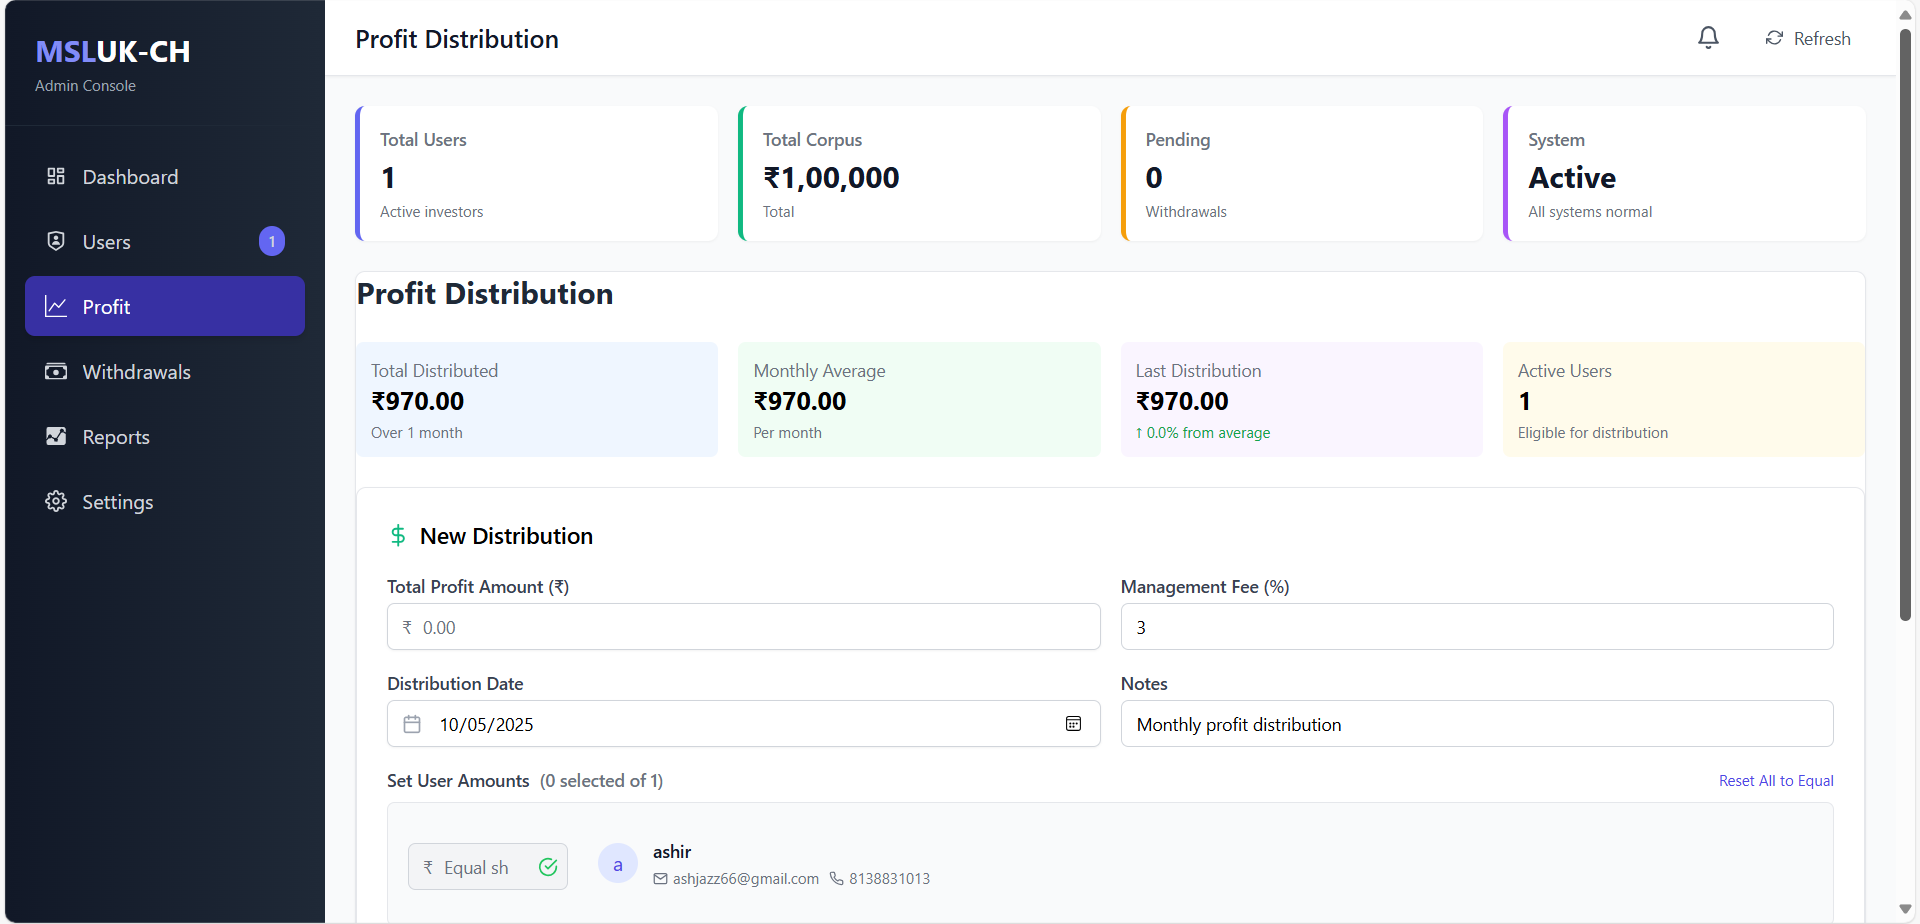 MSLUK-CH
Admin Console
Dashboard
Users 1
Profit
Withdrawals
Reports
Settings
Profit Distribution
Refresh
Total Users
1
Active investors
Total Corpus
₹1,00,000
Total
Pending
0
Withdrawals
System
Active
All systems normal
Profit Distribution
Total Distributed
₹970.00
Over 1 month
Monthly Average
₹970.00
Per month
Last Distribution
₹970.00
↑ 0.0% from average
Active Users
1
Eligible for distribution
$ New Distribution
Total Profit Amount (₹)
₹ 0.00
Management Fee (%)
3
Distribution Date
10/05/2025
Notes
Monthly profit distribution
Set User Amounts (0 selected of 1)
Reset All to Equal
₹ Equal sh
a
ashir
ashjazz66@gmail.com 8138831013